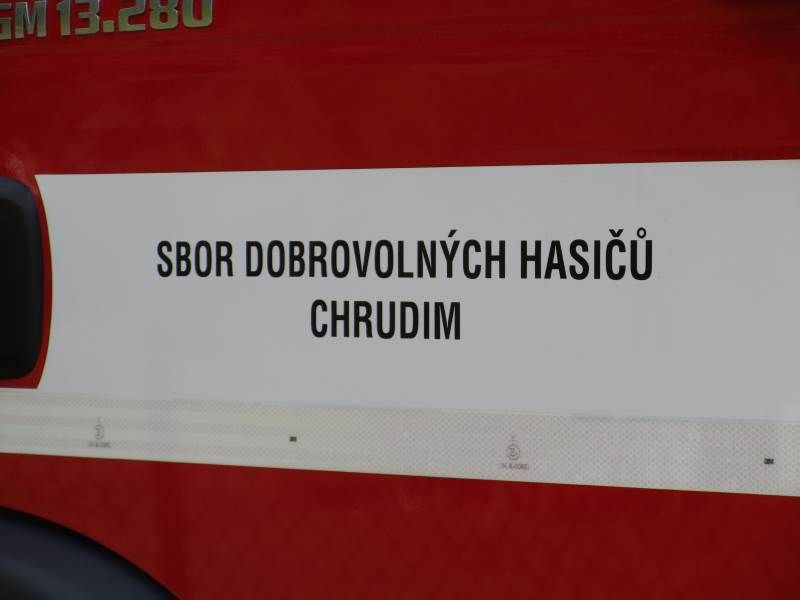 GM 13.280
SBOR DOBROVOLNÝCH HASIČŮ
CHRUDIM